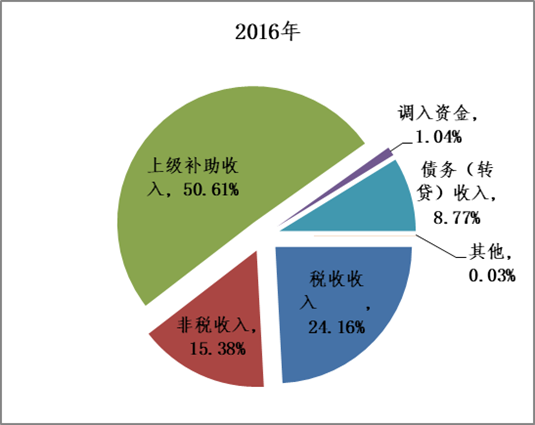 2016年
调入资金，
1.04%
上级补助收
入，50.61%
债务（转
贷）收入，
8.77%
其他，
0.03%
税收收
入　　，
24.16%
非税收入，
15.38%